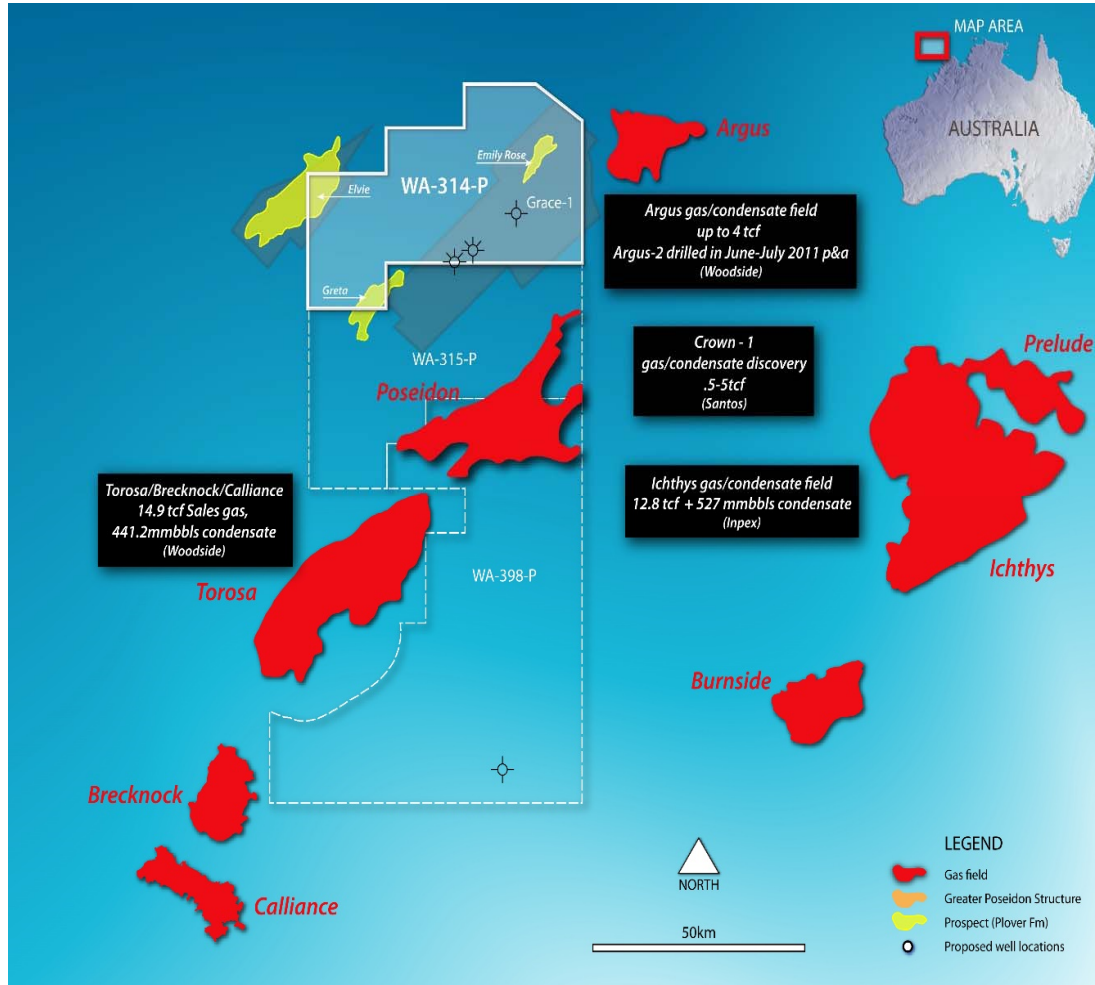 MAP AREA
AUSTRALIA
Argus
Emily Rose
WA-314-P
Elvie
Grace-1
Argus gas/condensate field
up to 4 tcf
Argus-2 drilled in June-July 2011 p&a
(Woodside)
Greta
Crown - 1
gas/condensate discovery
.5-5tcf
(Santos)
Prelude
WA-315-P
Poseidon
Torosa/Brecknock/Calliance
14.9 tcf Sales gas,
441.2mmbbls condensate
(Woodside)
Ichthys gas/condensate field
12.8 tcf + 527 mmbbls condensate
(Inpex)
Ichthys
WA-398-P
Torosa
Burnside
Brecknock
Calliance
NORTH
50km
LEGEND
Gas field
Greater Poseidon Structure
Prospect (Plover Fm)
Proposed well locations